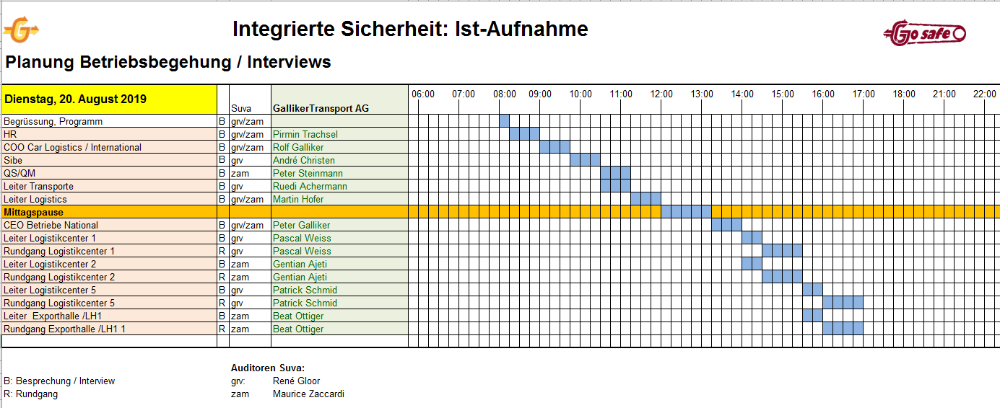 G
Integrierte Sicherheit: Ist-Aufnahme
Go safe
Planung Betriebsbegehung / Interviews
Dienstag, 20. August 2019 Suva GallikerTransport AG 06:00 07:00 08:00 09:00 10:00 11:00 12:00 13:00 14:00 15:00 16:00 17:00 18:00 21:00 22:00
Begrüssung, Programm B grv/zam
HR B grv/zam Pirmin Trachsel
COO Car Logistics / International B grv/zam Rolf Galliker
Sibe B grv André Christen
QS/QM B zam Peter Steinmann
Leiter Transporte B grv Ruedi Achermann
Leiter Logistics B grv/zam Martin Hofer
Mittagspause
CEO Betriebe National B grv/zam Peter Galliker
Leiter Logistikcenter 1 B grv Pascal Weiss
Rundgang Logistikcenter 1 R grv Pascal Weiss
Leiter Logistikcenter 2 B zam Gentian Ajeti
Rundgang Logistikcenter 2 R zam Gentian Ajeti
Leiter Logistikcenter 5 B grv Patrick Schmid
Rundgang Logistikcenter 5 R grv Patrick Schmid
Leiter Exporthalle /LH1 B zam Beat Ottiger
Rundgang Exporthalle /LH1 1 R zam Beat Ottiger
Auditoren Suva:
B: Besprechung / Interview grv: René Gloor
R: Rundgang zam Maurice Zaccardi